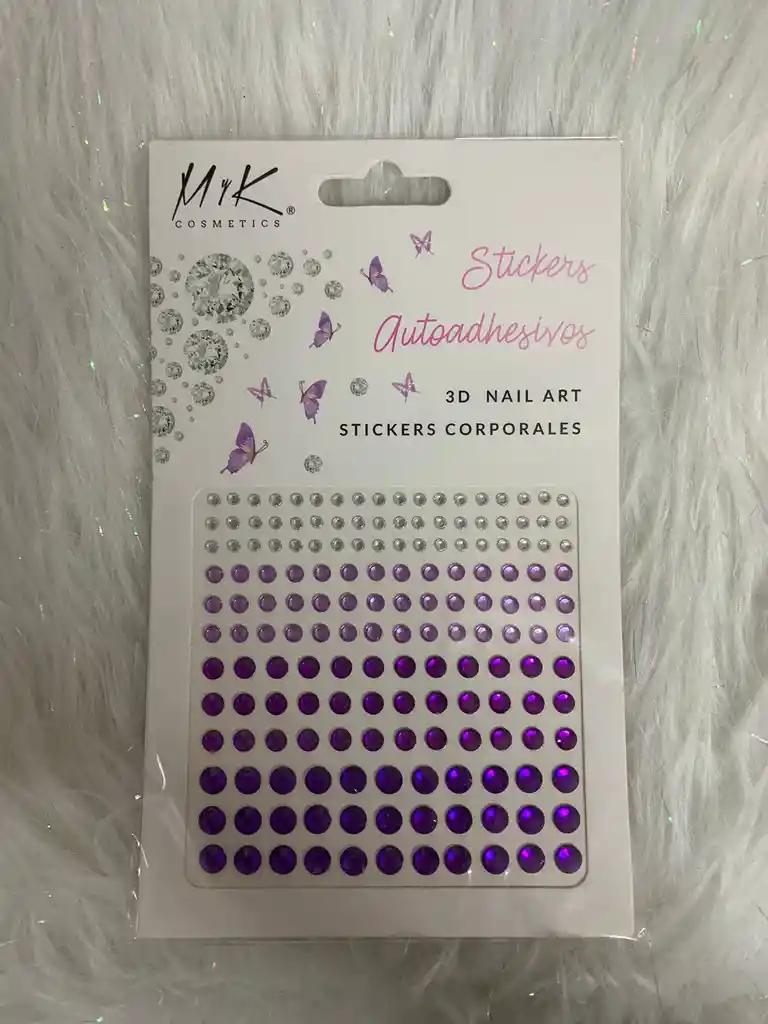 MyK
COSMETICS®
Stickers
Autoadhesivos
3D NAIL ART
STICKERS CORPORALES